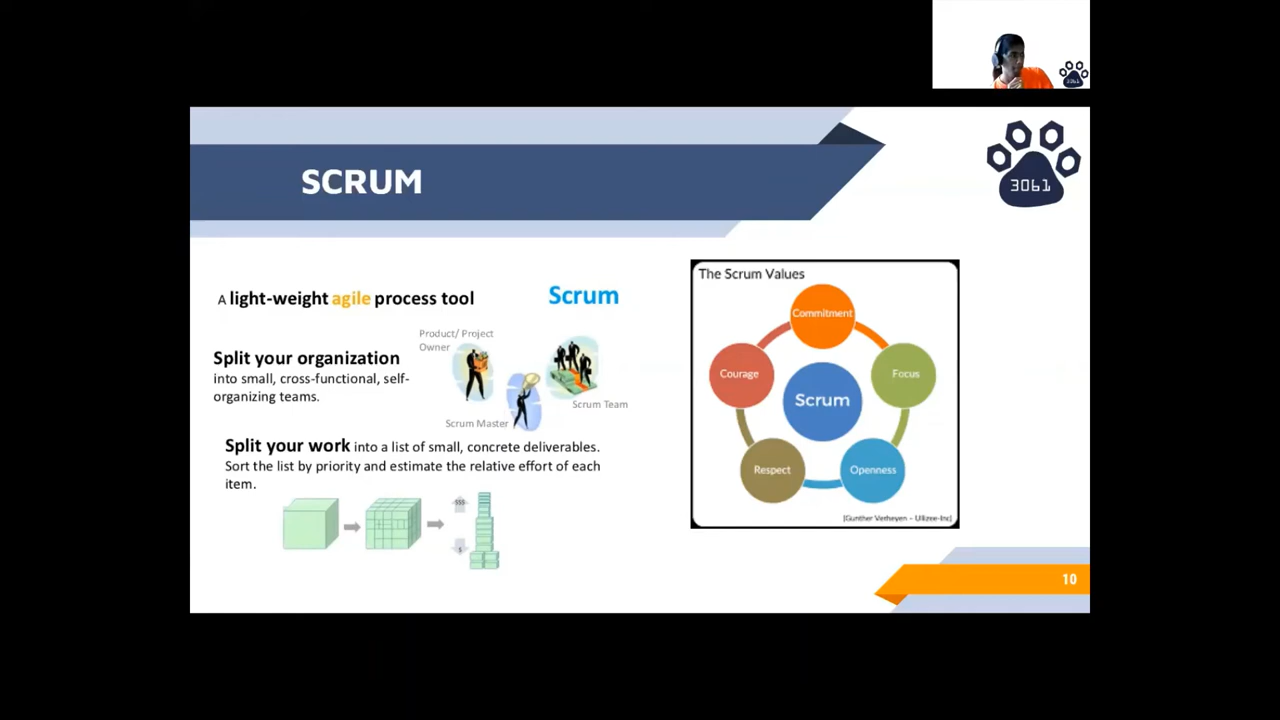 3061
SCRUM
3061
A light-weight agile process tool
Scrum
Product/ Project
Owner
Split your organization
into small, cross-functional, self-
organizing teams.
Scrum Team
Scrum Master
Split your work into a list of small, concrete deliverables.
Sort the list by priority and estimate the relative effort of each
item.
$$$
$
The Scrum Values
Commitment
Courage
Focus
Scrum
Respect
Openness
[Gunther Verheyen – Ullizee-Inc]
10